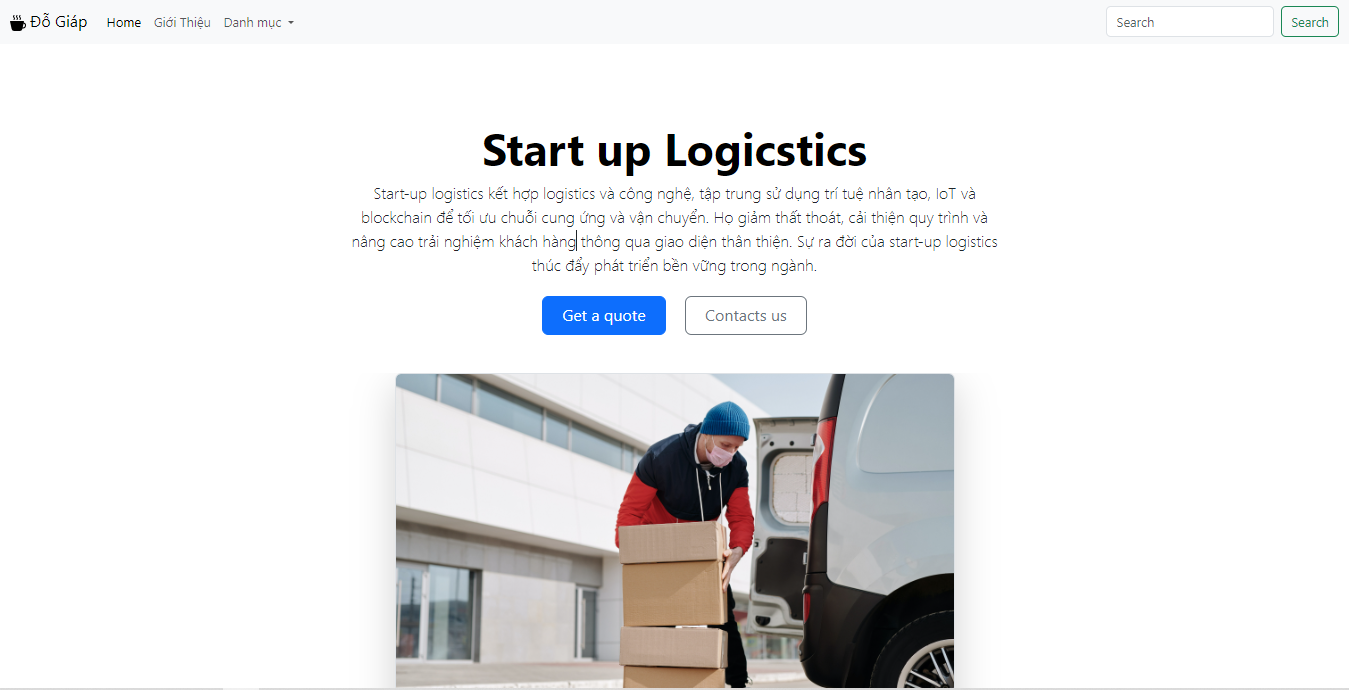 Đỗ Giáp Home Giới Thiệu Danh mục Search Search
Start up Logicstics
Start-up logistics kết hợp logistics và công nghệ, tập trung sử dụng trí tuệ nhân tạo, IoT và
blockchain để tối ưu chuỗi cung ứng và vận chuyển. Họ giảm thất thoát, cải thiện quy trình và
nâng cao trải nghiệm khách hàng thông qua giao diện thân thiện. Sự ra đời của start-up logistics
thúc đẩy phát triển bền vững trong ngành.
Get a quote Contacts us